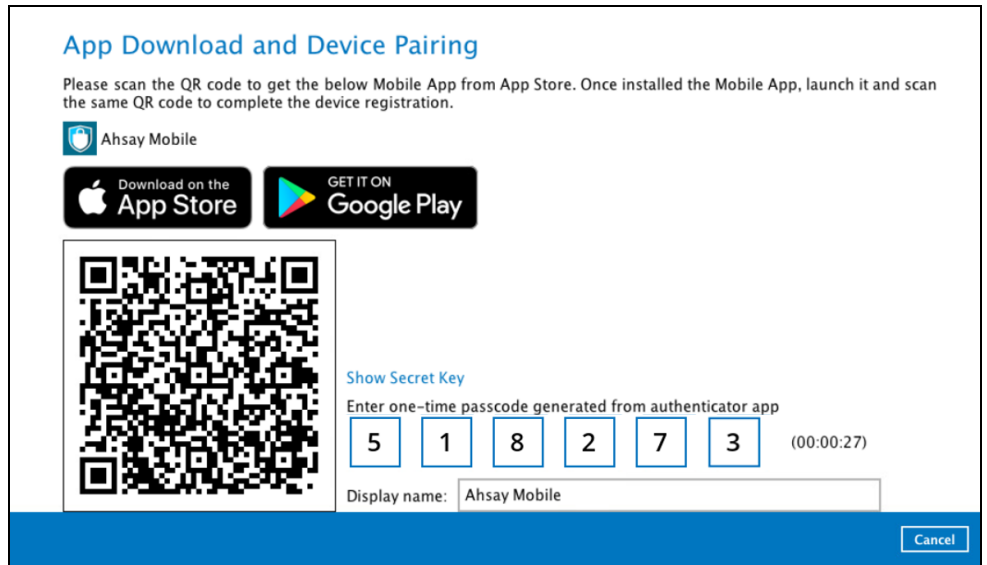 App Download and Device Pairing
Please scan the QR code to get the below Mobile App from App Store. Once installed the Mobile App, launch it and scan
the same QR code to complete the device registration.
Ahsay Mobile
Download on the
App Store
GET IT ON
Google Play
Show Secret Key
Enter one-time passcode generated from authenticator app
5 1 8 2 7 3 (00:00:27)
Display name: Ahsay Mobile
Cancel